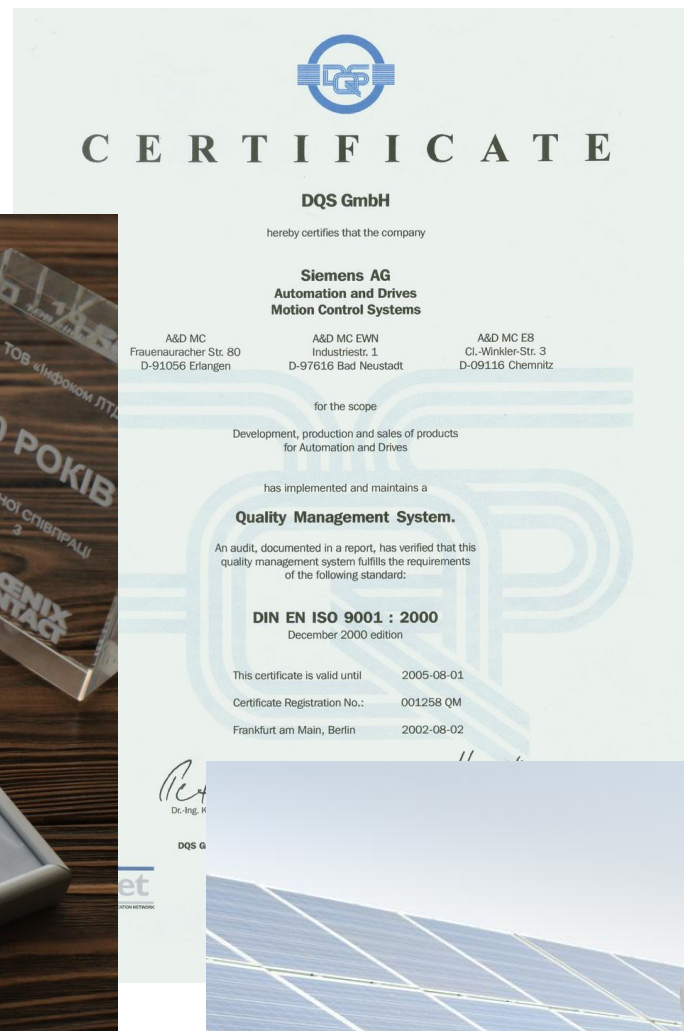 DQS
CERTIFICATE
DQS GmbH
hereby certifies that the company
Siemens AG
Automation and Drives
Motion Control Systems
A&D MC
Frauenauracher Str. 80
D-91056 Erlangen
A&D MC EWN
Industriestr. 1
D-97616 Bad Neustadt
A&D MC E8
Cl.-Winkler-Str. 3
D-09116 Chemnitz
for the scope
Development, production and sales of products
for Automation and Drives
has implemented and maintains a
Quality Management System.
An audit, documented in a report, has verified that this
quality management system fulfills the requirements
of the following standard:
DIN EN ISO 9001 : 2000
December 2000 edition
This certificate is valid until 2005-08-01
Certificate Registration No.: 001258 QM
Frankfurt am Main, Berlin 2002-08-02
Dr.-Ing. K
DQS G
et
ТОВ «Інфоком ЛТД
РОКІВ
СПІВПРАЦІ
З